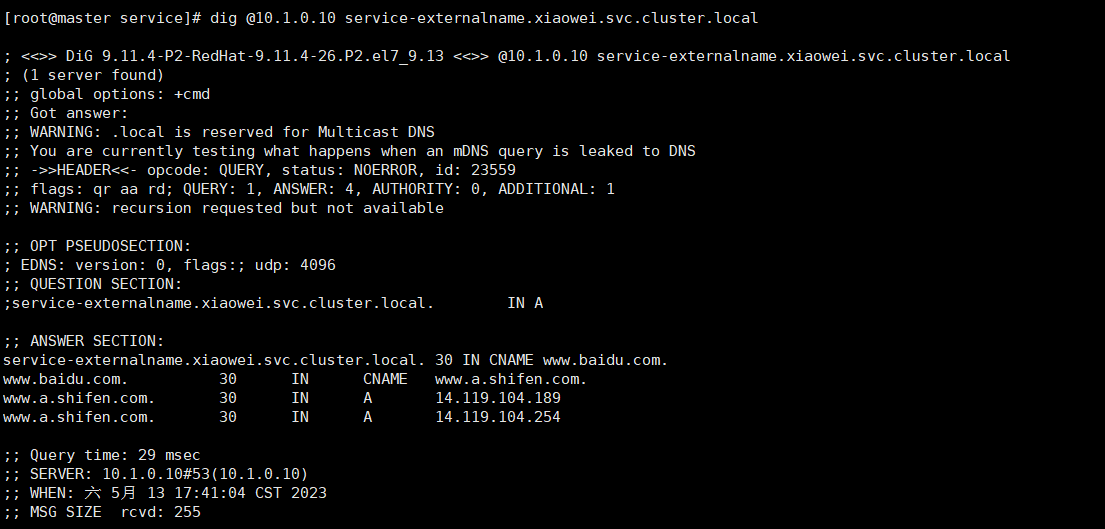 [root@master service]# dig @10.1.0.10 service-externalname.xiaowei.svc.cluster.local
; <<>> DiG 9.11.4-P2-RedHat-9.11.4-26.P2.el7_9.13 <<>> @10.1.0.10 service-externalname.xiaowei.svc.cluster.local
; (1 server found)
;; global options: +cmd
;; Got answer:
;; WARNING: .local is reserved for Multicast DNS
;; You are currently testing what happens when an mDNS query is leaked to DNS
;; ->>HEADER<<- opcode: QUERY, status: NOERROR, id: 23559
;; flags: qr aa rd; QUERY: 1, ANSWER: 4, AUTHORITY: 0, ADDITIONAL: 1
;; WARNING: recursion requested but not available
;; OPT PSEUDOSECTION:
; EDNS: version: 0, flags:; udp: 4096
;; QUESTION SECTION:
;service-externalname.xiaowei.svc.cluster.local. IN A
;; ANSWER SECTION:
service-externalname.xiaowei.svc.cluster.local. 30 IN CNAME www.baidu.com.
www.baidu.com. 30 IN CNAME www.a.shifen.com.
www.a.shifen.com. 30 IN A 14.119.104.189
www.a.shifen.com. 30 IN A 14.119.104.254
;; Query time: 29 msec
;; SERVER: 10.1.0.10#53(10.1.0.10)
;; WHEN: 六 5月 13 17:41:04 CST 2023
;; MSG SIZE  rcvd: 255